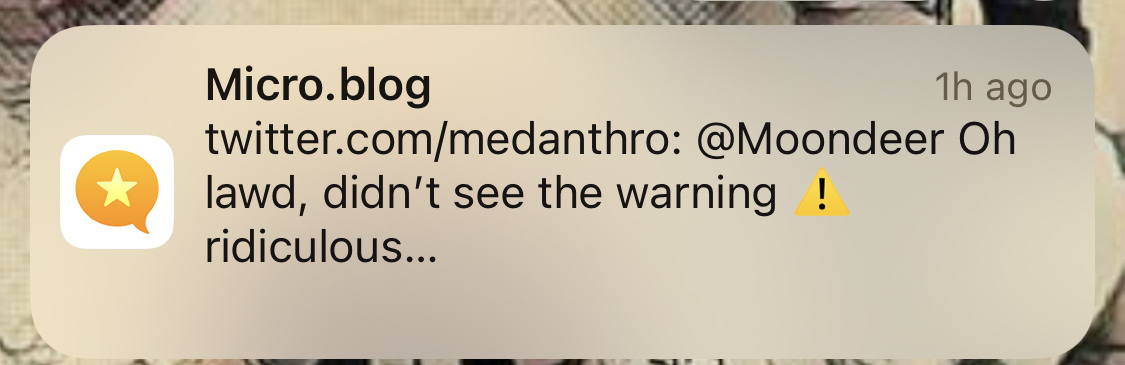 Micro.blog
1h ago
twitter.com/medanthro: @Moondeer Oh
lawd, didn’t see the warning ⚠️
ridiculous…